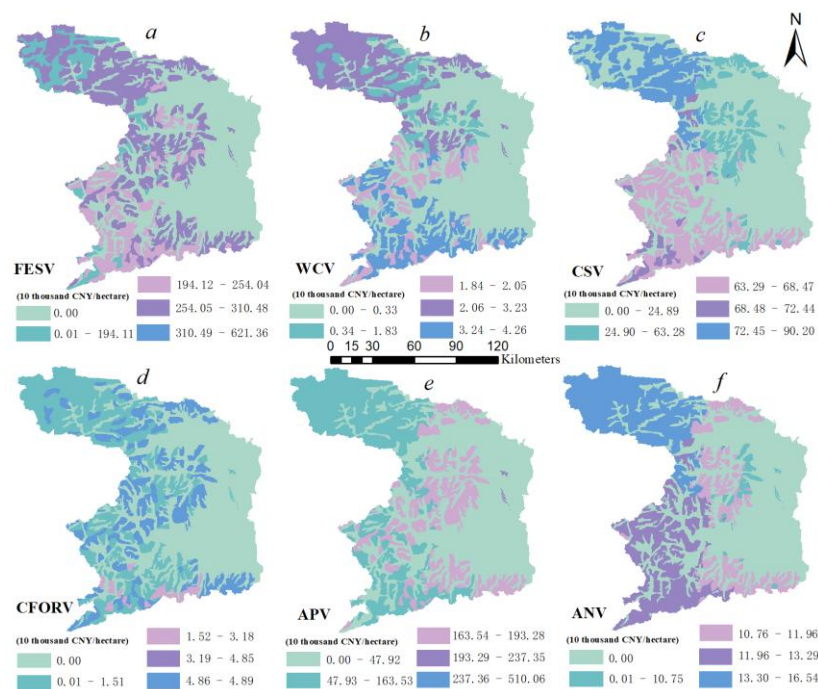 a
b
c
N
FESV
(10 thousand CNY/hectare)
0.00
0.01 - 194.11
194.12 - 254.04
254.05 - 310.48
310.49 - 621.36
WCV
(10 thousand CNY/hectare)
0.00 - 0.33
0.34 - 1.83
1.84 - 2.05
2.06 - 3.23
3.24 - 4.26
CSV
(10 thousand CNY/hectare)
0.00 - 24.89
24.90 - 63.28
63.29 - 68.47
68.48 - 72.44
72.45 - 90.20
0 15 30 60 90 120
Kilometers
d
e
f
CFORV
(10 thousand CNY/hectare)
0.00
0.01 - 1.51
1.52 - 3.18
3.19 - 4.85
4.86 - 4.89
APV
(10 thousand CNY/hectare)
0.00 - 47.92
47.93 - 163.53
163.54 - 193.28
193.29 - 237.35
237.36 - 510.06
ANV
(10 thousand CNY/hectare)
0.00
0.01 - 10.75
10.76 - 11.96
11.96 - 13.29
13.30 - 16.54